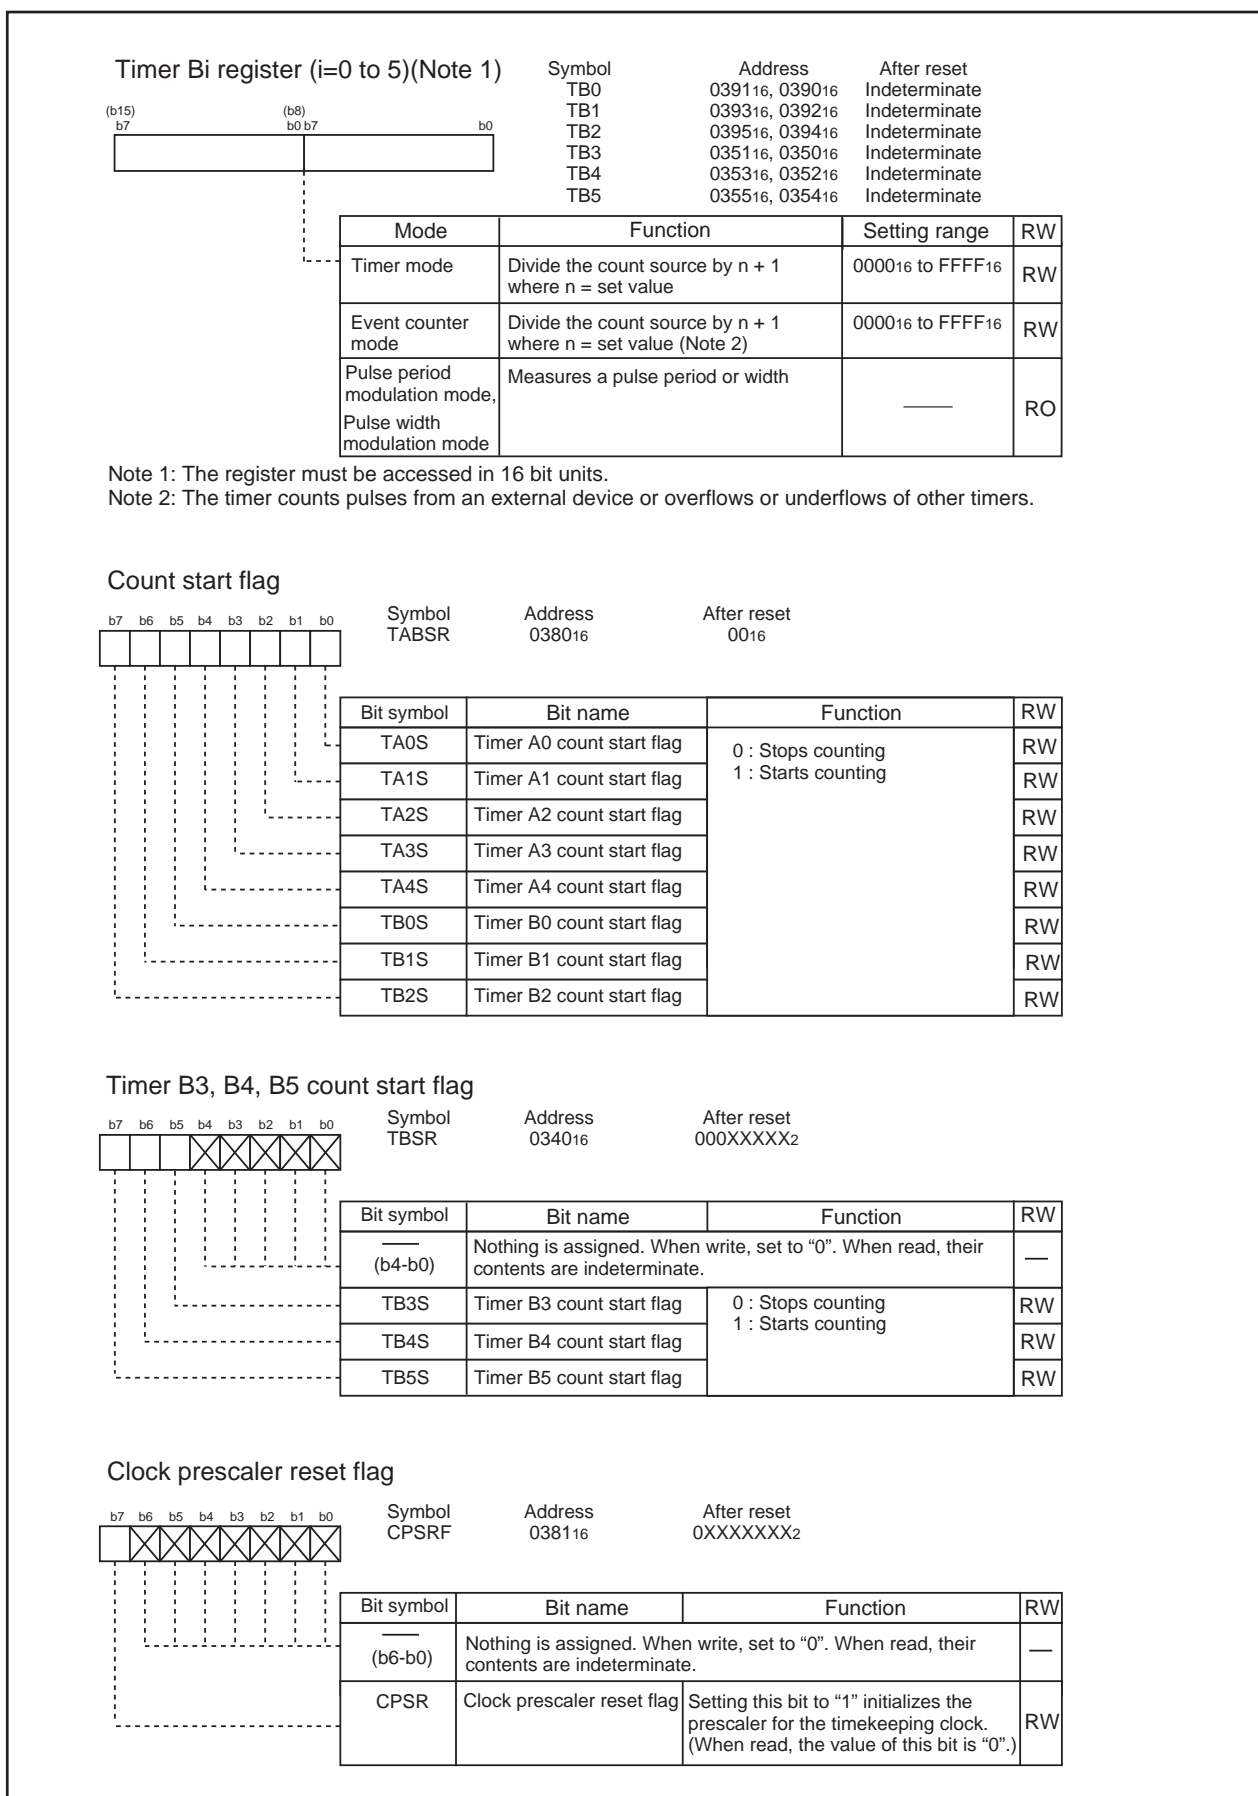 Timer Bi register (i=0 to 5)(Note 1)
Symbol Address After reset
TB0 039116, 039016 Indeterminate
TB1 039316, 039216 Indeterminate
TB2 039516, 039416 Indeterminate
TB3 035116, 035016 Indeterminate
TB4 035316, 035216 Indeterminate
TB5 035516, 035416 Indeterminate
(b15) (b8)
b7 b0 b7 b0
Mode Function Setting range RW
Timer mode Divide the count source by n + 1 000016 to FFFF16 RW
where n = set value
Event counter Divide the count source by n + 1 000016 to FFFF16 RW
mode where n = set value (Note 2)
Pulse period Measures a pulse period or width
modulation mode,
RO
Pulse width
modulation mode
Note 1: The register must be accessed in 16 bit units.
Note 2: The timer counts pulses from an external device or overflows or underflows of other timers.
Count start flag
Symbol Address After reset
b7 b6 b5 b4 b3 b2 b1 b0
TABSR 038016 0016
Bit symbol Bit name Function RW
TA0S Timer A0 count start flag 0 : Stops counting RW
1 : Starts counting
TA1S Timer A1 count start flag RW
TA2S Timer A2 count start flag RW
TA3S Timer A3 count start flag RW
TA4S Timer A4 count start flag RW
TB0S Timer B0 count start flag RW
TB1S Timer B1 count start flag RW
TB2S Timer B2 count start flag RW
Timer B3, B4, B5 count start flag
Symbol Address After reset
b7 b6 b5 b4 b3 b2 b1 b0
TBSR 034016 000XXXXX2
Bit symbol Bit name Function RW
(b4-b0) Nothing is assigned. When write, set to “0”. When read, their —
contents are indeterminate.
TB3S Timer B3 count start flag 0 : Stops counting RW
1 : Starts counting
TB4S Timer B4 count start flag RW
TB5S Timer B5 count start flag RW
Clock prescaler reset flag
Symbol Address After reset
b7 b6 b5 b4 b3 b2 b1 b0
CPSRF 038116 0XXXXXXX2
Bit symbol Bit name Function RW
(b6-b0) Nothing is assigned. When write, set to “0”. When read, their —
contents are indeterminate.
CPSR Clock prescaler reset flag Setting this bit to “1” initializes the
prescaler for the timekeeping clock. RW
(When read, the value of this bit is “0”.)